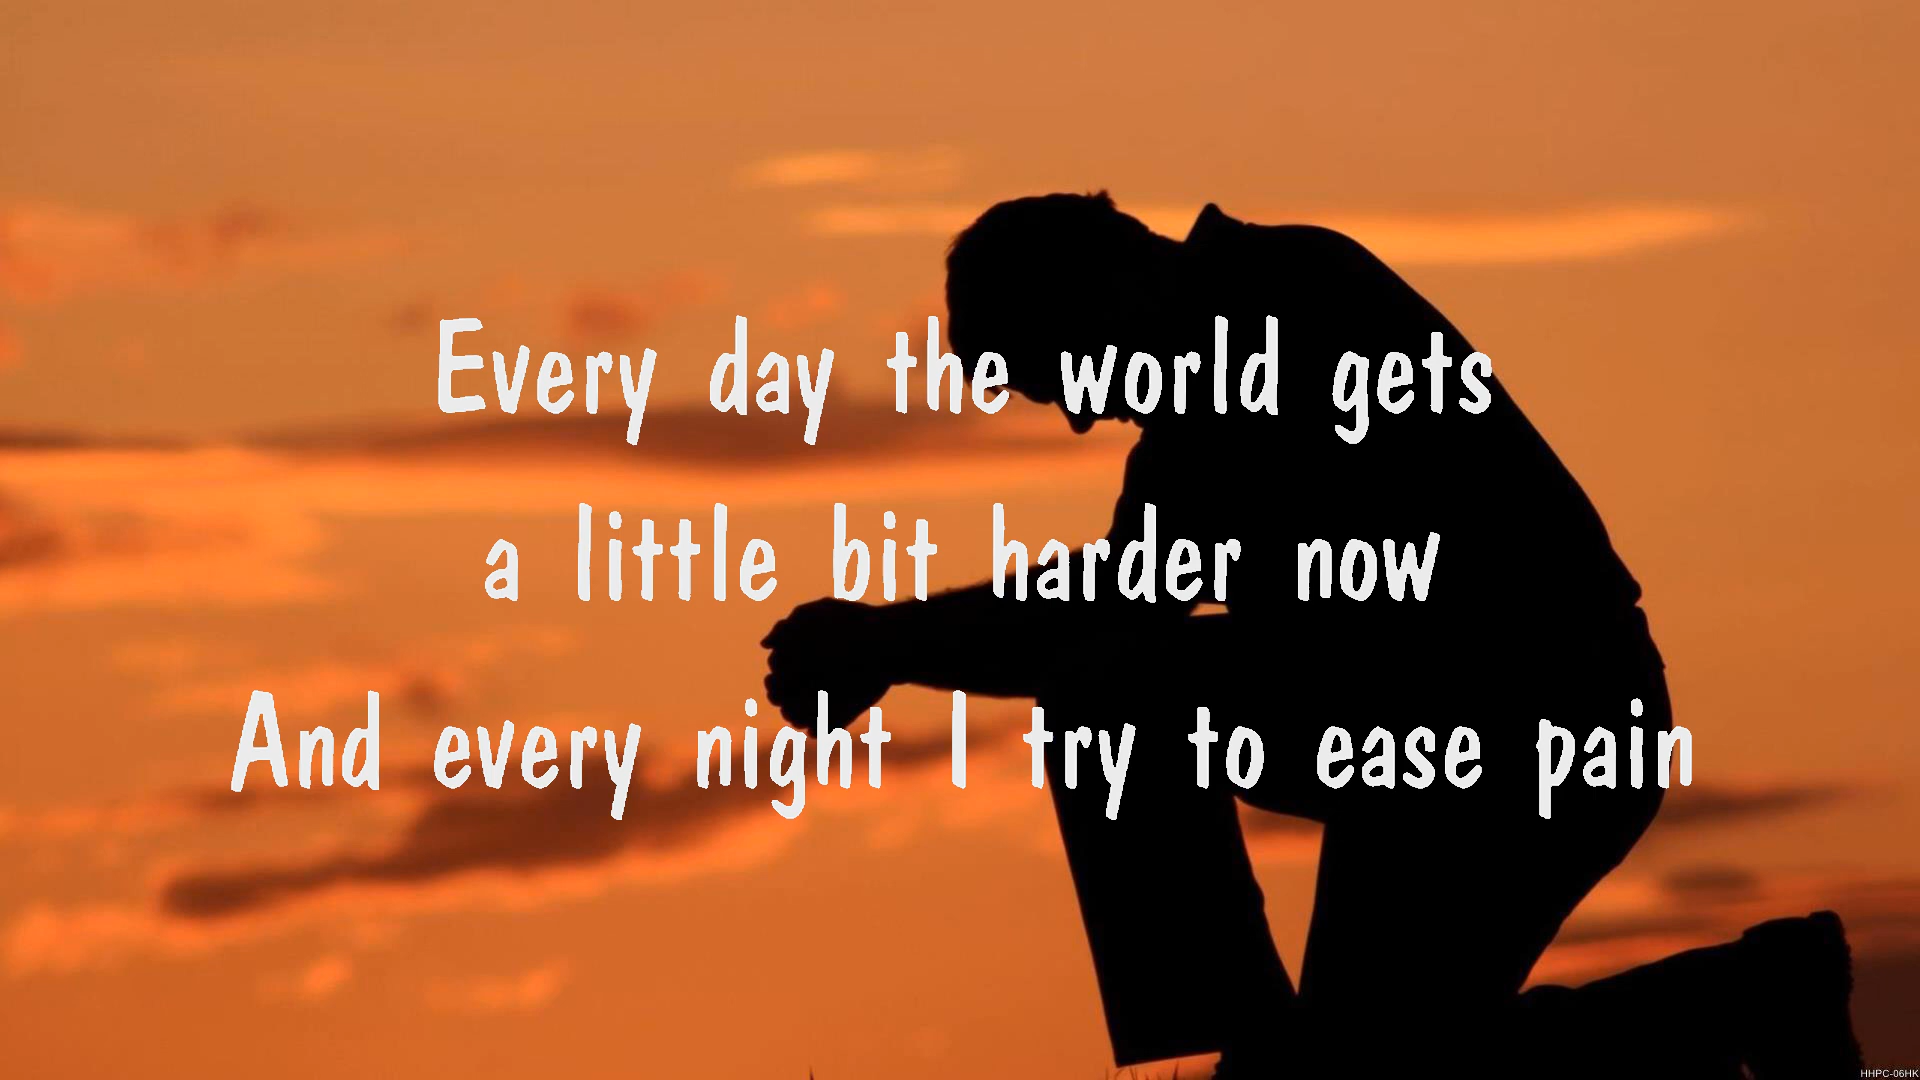 Every day the world gets
a little bit harder now
And every night I try to ease pain
HHPC-06HK